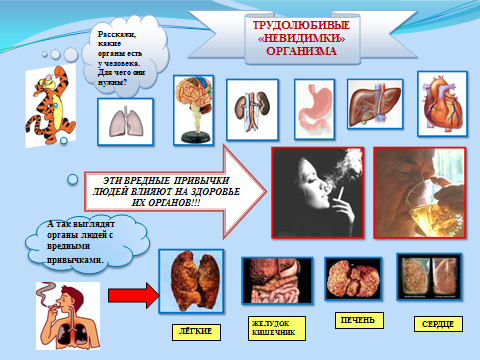 ТРУДОЛЮБИВЫЕ
«НЕВИДИМКИ»
ОРГАНИЗМА
Расскажи,
какие
органы есть
у человека.
Для чего они
нужны?
ЭТИ ВРЕДНЫЕ ПРИВЫЧКИ
ЛЮДЕЙ ВЛИЯЮТ НА ЗДОРОВЬЕ
ИХ ОРГАНОВ!!!
А так выглядят
органы людей с
вредными
привычками.
ЛЁГКИЕ
ЖЕЛУДОК
КИШЕЧНИК
ПЕЧЕНЬ
СЕРДЦЕ